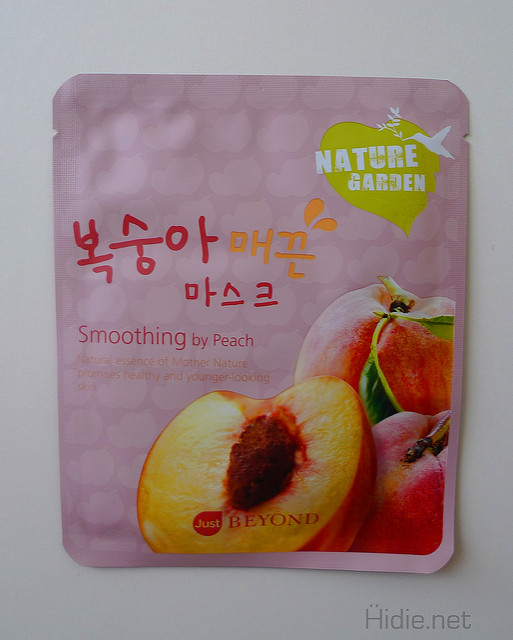 NATURE
GARDEN
복숭아 매끈
마스크
Smoothing by Peach
Natural essence of Mother Nature
promises healthy and younger-looking
skin
Just BEYOND
Hidie.net